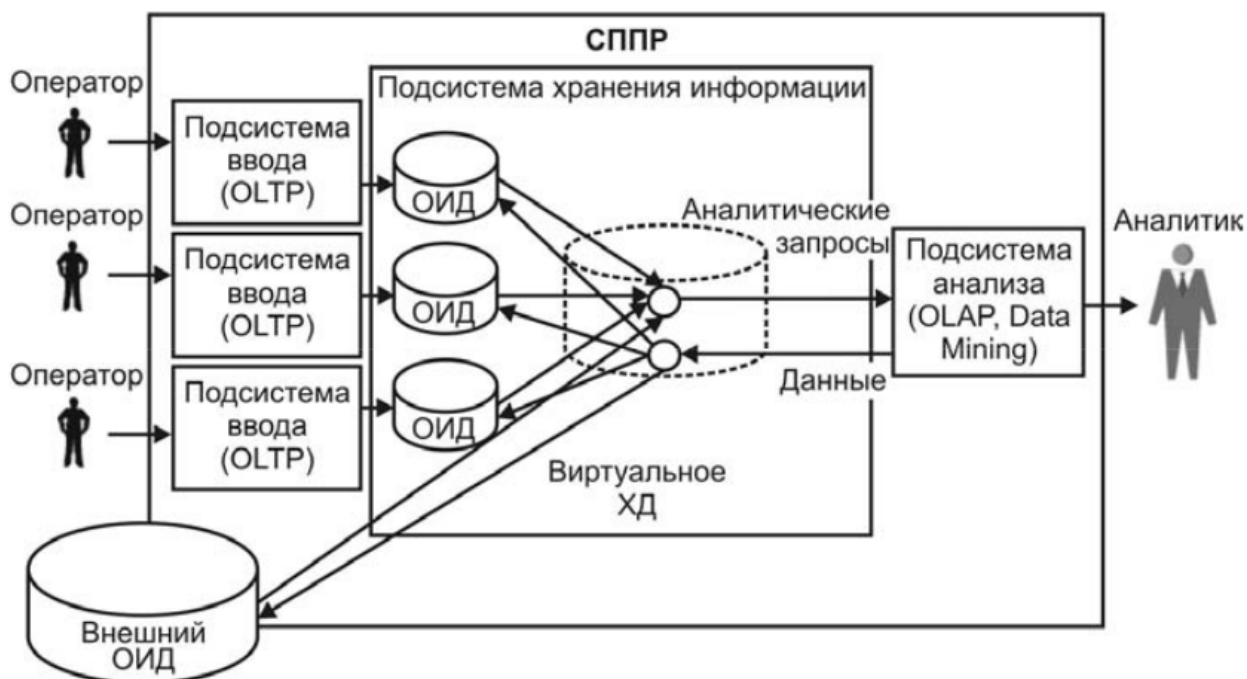 СППР
Оператор
Подсистема
ввода
(OLTP)
Оператор
Подсистема
ввода
(OLTP)
Оператор
Подсистема
ввода
(OLTP)
Подсистема хранения информации
ОИД
ОИД
ОИД
Аналитические
запросы
Данные
Виртуальное
ХД
Подсистема
анализа
(OLAP, Data
Mining)
Аналитик
Внешний
ОИД